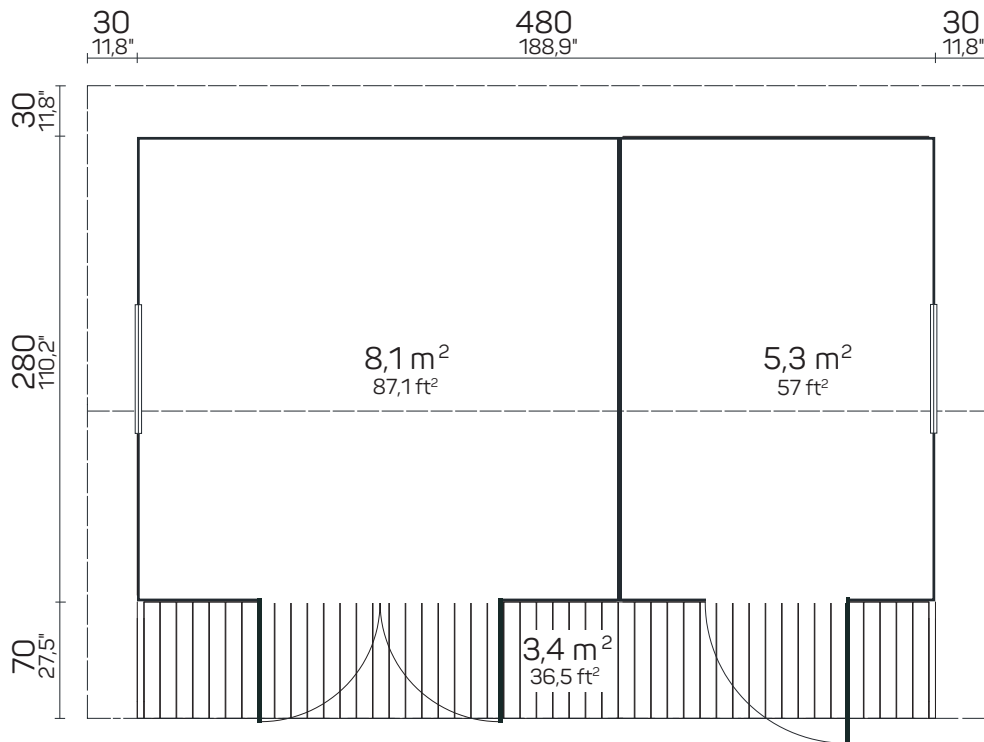 30
11,8"
480
188,9"
30
11,8"
30
11,8"
280
110,2"
8,1 m²
87,1 ft²
5,3 m²
57 ft²
70
27,5"
3,4 m²
36,5 ft²